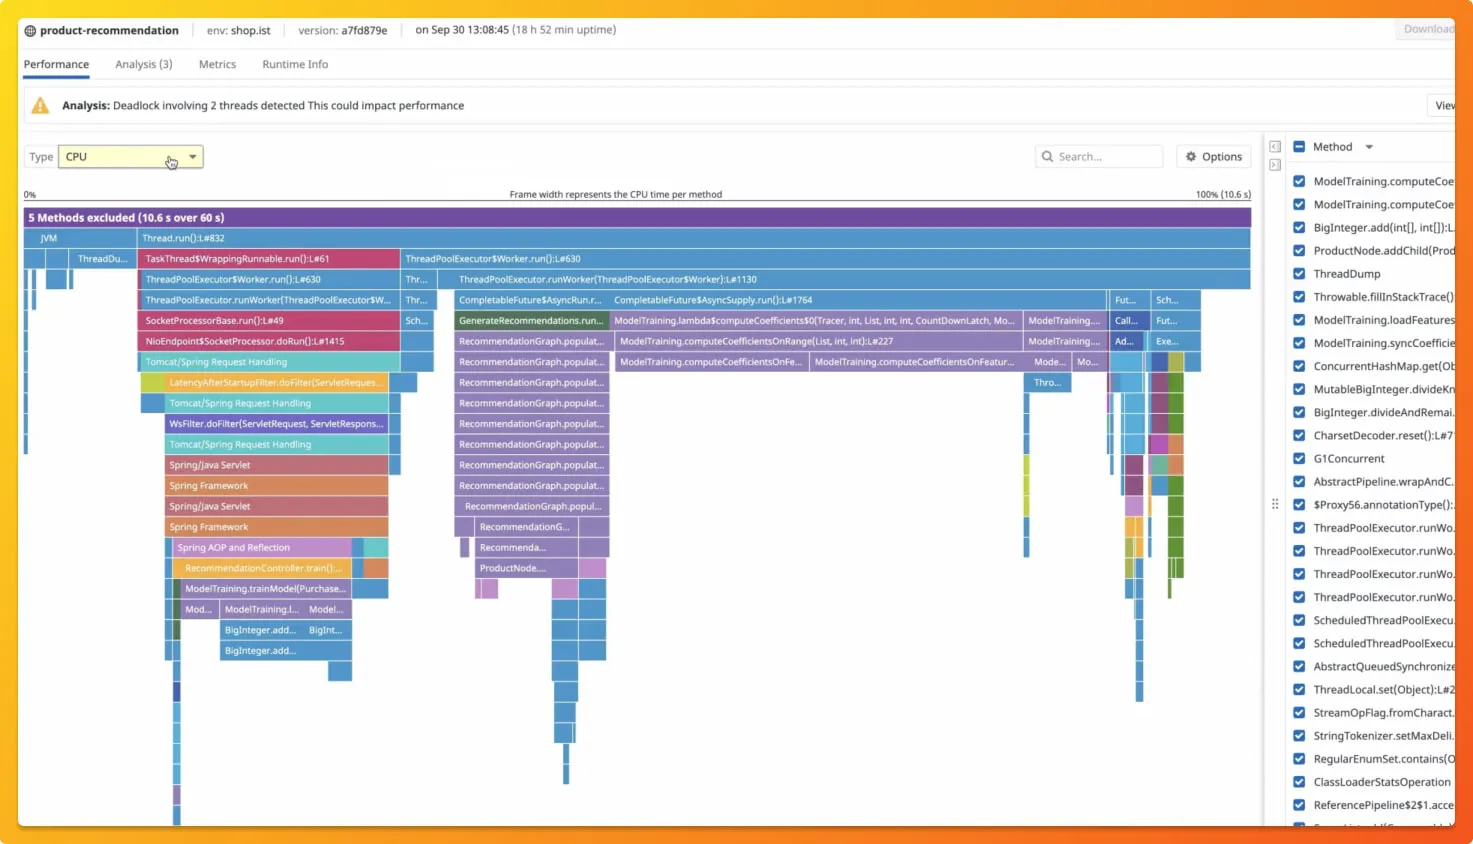 product-recommendation env: shop.ist version: a7fd879e on Sep 30 13:08:45 (18 h 52 min uptime) Download
Performance Analysis (3) Metrics Runtime Info
Analysis: Deadlock involving 2 threads detected This could impact performance View
Type CPU Search... Options
0% Frame width represents the CPU time per method 100% (10.6 s)
5 Methods excluded (10.6 s over 60 s)
JVM Thread.run():L#832
ThreadDu... TaskThread$WrappingRunnable.run():L#61 ThreadPoolExecutor$Worker.run():L#630
ThreadPoolExecutor$Worker.run():L#630 Thr... ThreadPoolExecutor.runWorker(ThreadPoolExecutor$Worker):L#1130
ThreadPoolExecutor.runWorker(ThreadPoolExecutor$W... Thr... CompletableFuture$AsyncRun.r... CompletableFuture$AsyncSupply.run():L#1764 Fut... Sch...
SocketProcessorBase.run():L#49 Sch... GenerateRecommendations.run... ModelTraining.lambda$computeCoefficients$0(Tracer, int, List, int, int, CountDownLatch, Mo... ModelTraining.... Call... Fut...
NioEndpoint$SocketProcessor.doRun():L#1415 RecommendationGraph.populat... ModelTraining.computeCoefficientsOnRange(List, int, int):L#227 ModelTraining.... Ad... Exe...
Tomcat/Spring Request Handling RecommendationGraph.populat... ModelTraining.computeCoefficientsOnFe... ModelTraining.computeCoefficientsOnFeatur... Mode... Mo...
LatencyAfterStartupFilter.doFilter(ServletReques... RecommendationGraph.populat... Thro...
Tomcat/Spring Request Handling RecommendationGraph.populat...
WsFilter.doFilter(ServletRequest, ServletRespons... RecommendationGraph.populat...
Tomcat/Spring Request Handling RecommendationGraph.populat...
Spring/Java Servlet RecommendationGraph.populat...
Spring Framework RecommendationGraph.populat...
Spring/Java Servlet RecommendationGraph.popul...
Spring Framework RecommendationG...
Spring AOP and Reflection Recommenda...
RecommendationController.train():... ProductNode....
ModelTraining.trainModel(Purchase...
Mod... ModelTraining.l... Model...
BigInteger.add... BigInt...
BigInteger.add...
Method
ModelTraining.computeCoe
ModelTraining.computeCoe
BigInteger.add(int[], int[]):L
ProductNode.addChild(Prod
ThreadDump
Throwable.fillInStackTrace()
ModelTraining.loadFeatures
ModelTraining.syncCoefficie
ConcurrentHashMap.get(Ob
MutableBigInteger.divideKn
BigInteger.divideAndRemai.
CharsetDecoder.reset():L#7
G1Concurrent
AbstractPipeline.wrapAndC.
$Proxy56.annotationType():
ThreadPoolExecutor.runWo.
ThreadPoolExecutor.runWo.
ThreadPoolExecutor.runWo.
ThreadPoolExecutor.runWo.
ScheduledThreadPoolExecu.
ScheduledThreadPoolExecu.
AbstractQueuedSynchronize
ThreadLocal.set(Object):L#2
StreamOpFlag.fromCharact.
StringTokenizer.setMaxDeli.
RegularEnumSet.contains(O
ClassLoaderStatsOperation
ReferencePipeline$2$1.acce